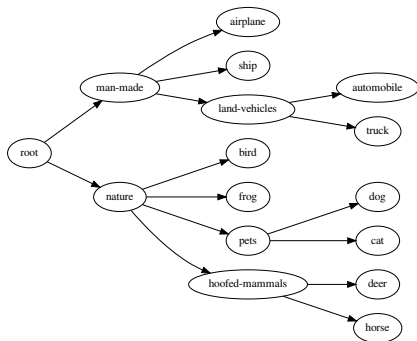 airplane
man-made
ship
automobile
land-vehicles
truck
root
bird
nature
frog
dog
pets
cat
hoofed-mammals
deer
horse